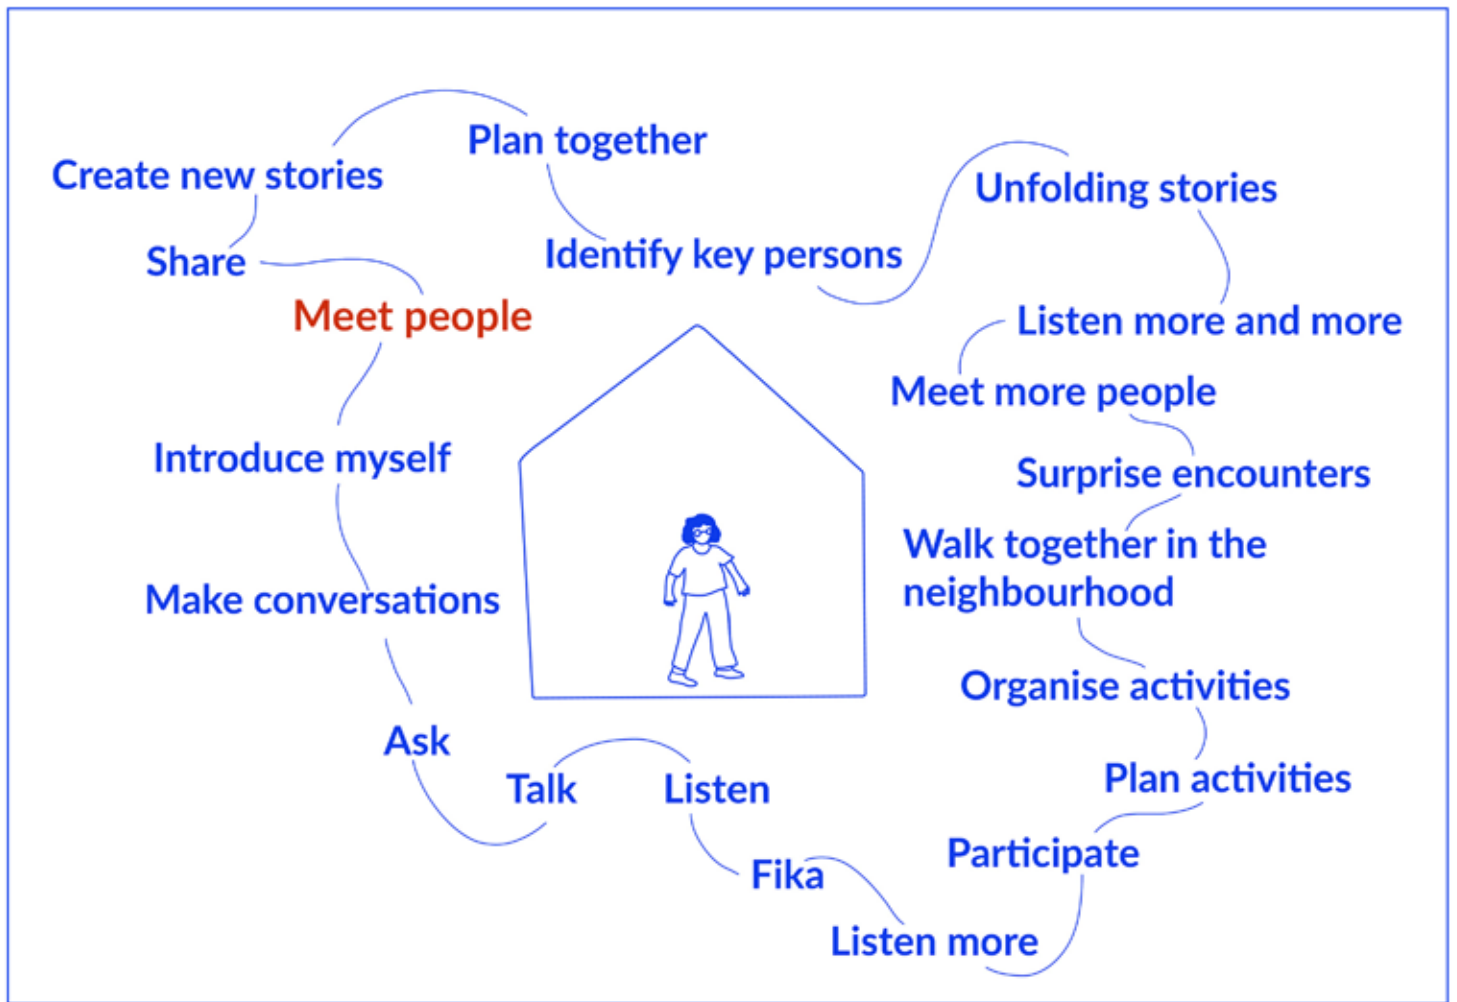 Plan together
Create new stories
Unfolding stories
Identify key persons
Share
Meet people
Listen more and more
Meet more people
Introduce myself
Surprise encounters
Walk together in the
neighbourhood
Make conversations
Organise activities
Ask
Talk
Listen
Plan activities
Participate
Fika
Listen more